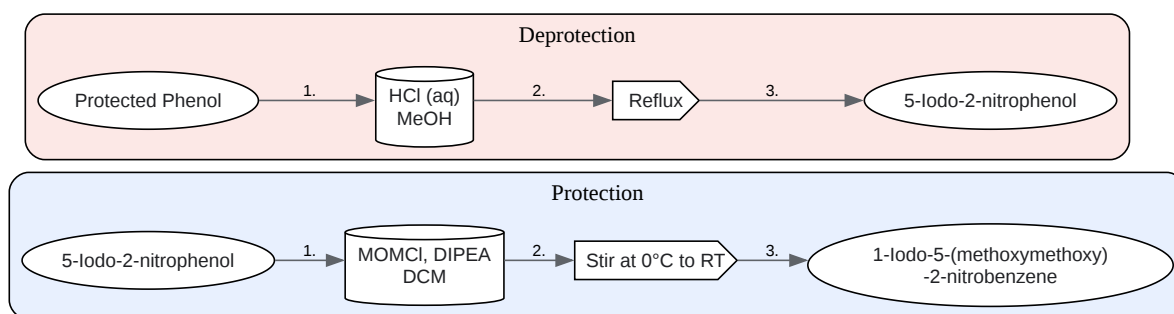 Deprotection
Protected Phenol
1.
HCl (aq)
MeOH
2.
Reflux
3.
5-Iodo-2-nitrophenol
Protection
5-Iodo-2-nitrophenol
1.
MOMCl, DIPEA
DCM
2.
Stir at 0°C to RT
3.
1-Iodo-5-(methoxymethoxy)
-2-nitrobenzene